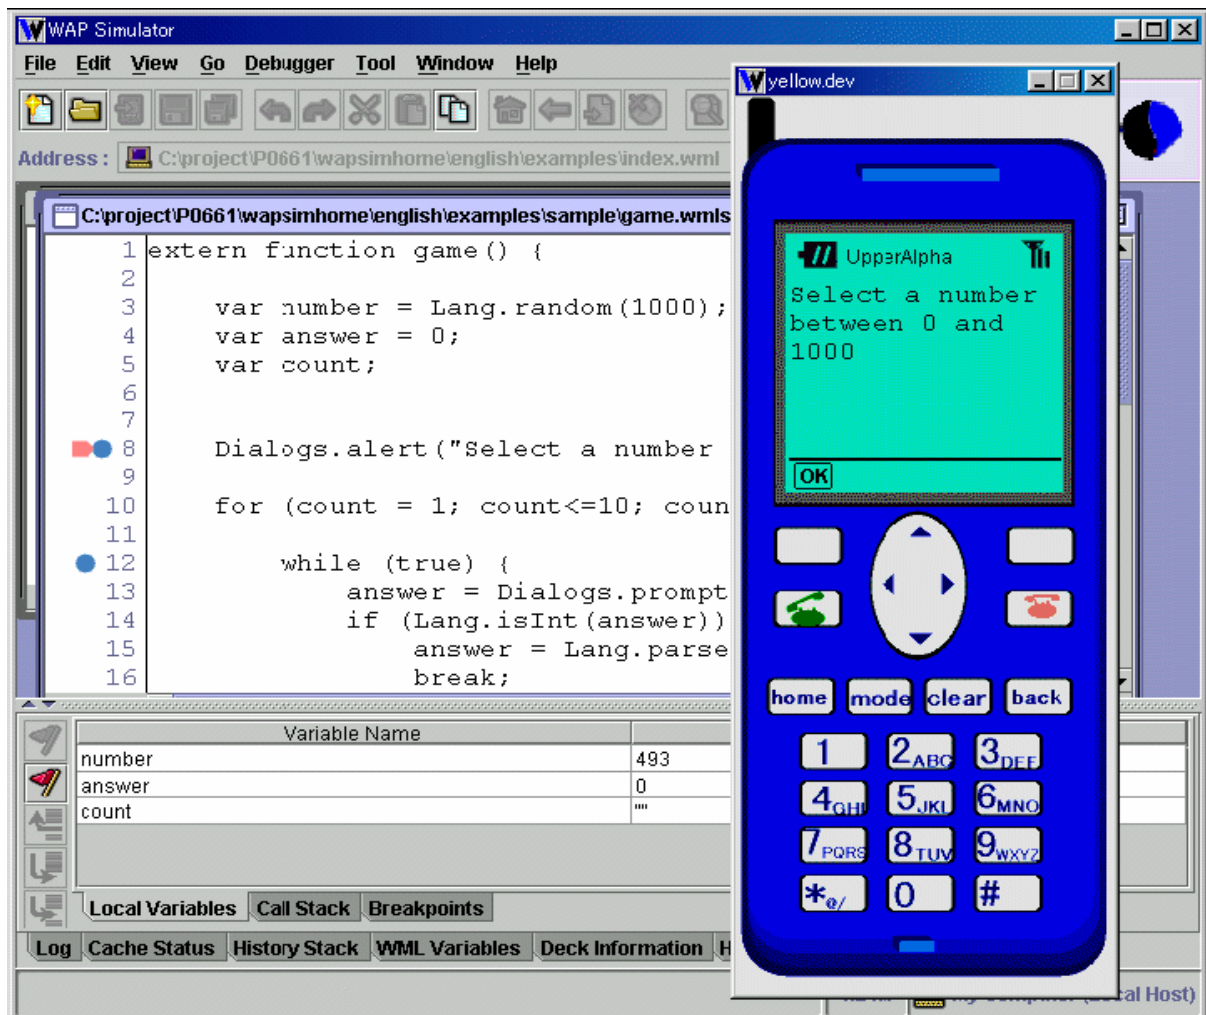 WAP Simulator
File Edit View Go Debugger Tool Window Help
Address : C:\project\P0661\wapsimhome\english\examples\index.wml
C:\project\P0661\wapsimhome\english\examples\sample\game.wmls
1 extern function game() {
2
3 var number = Lang.random(1000);
4 var answer = 0;
5 var count;
6
7
8 Dialogs.alert("Select a number
9
10 for (count = 1; count<=10; coun
11
12 while (true) {
13 answer = Dialogs.prompt
14 if (Lang.isInt(answer))
15 answer = Lang.parse
16 break;
Variable Name
number 493
answer 0
count ""
Local Variables Call Stack Breakpoints
Log Cache Status History Stack WML Variables Deck Information H
al Host)
yellow.dev
UpperAlpha
Select a number
between 0 and
1000
OK
home mode clear back
1 2ABC 3DEF
4GHI 5JKL 6MNO
7PQRS 8TUV 9WXYZ
*@/ 0 #